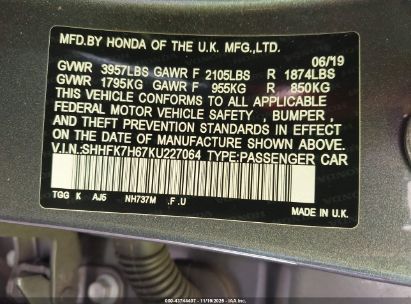 MFD.BY HONDA OF THE U.K. MFG.,LTD.
06/19
GVWR 3957LBS GAWR F 2105LBS R 1874LBS
GVWR 1795KG GAWR F 955KG R 850KG
THIS VEHICLE CONFORMS TO ALL APPLICABLE
FEDERAL MOTOR VEHICLE SAFETY , BUMPER ,
AND THEFT PREVENTION STANDARDS IN EFFECT
ON THE DATE OF MANUFACTURE SHOWN ABOVE.
V.I.N.SHHFK7H67KU227064 TYPE:PASSENGER CAR
TGG K AJ5 NH737M .F .U MADE IN U.K.